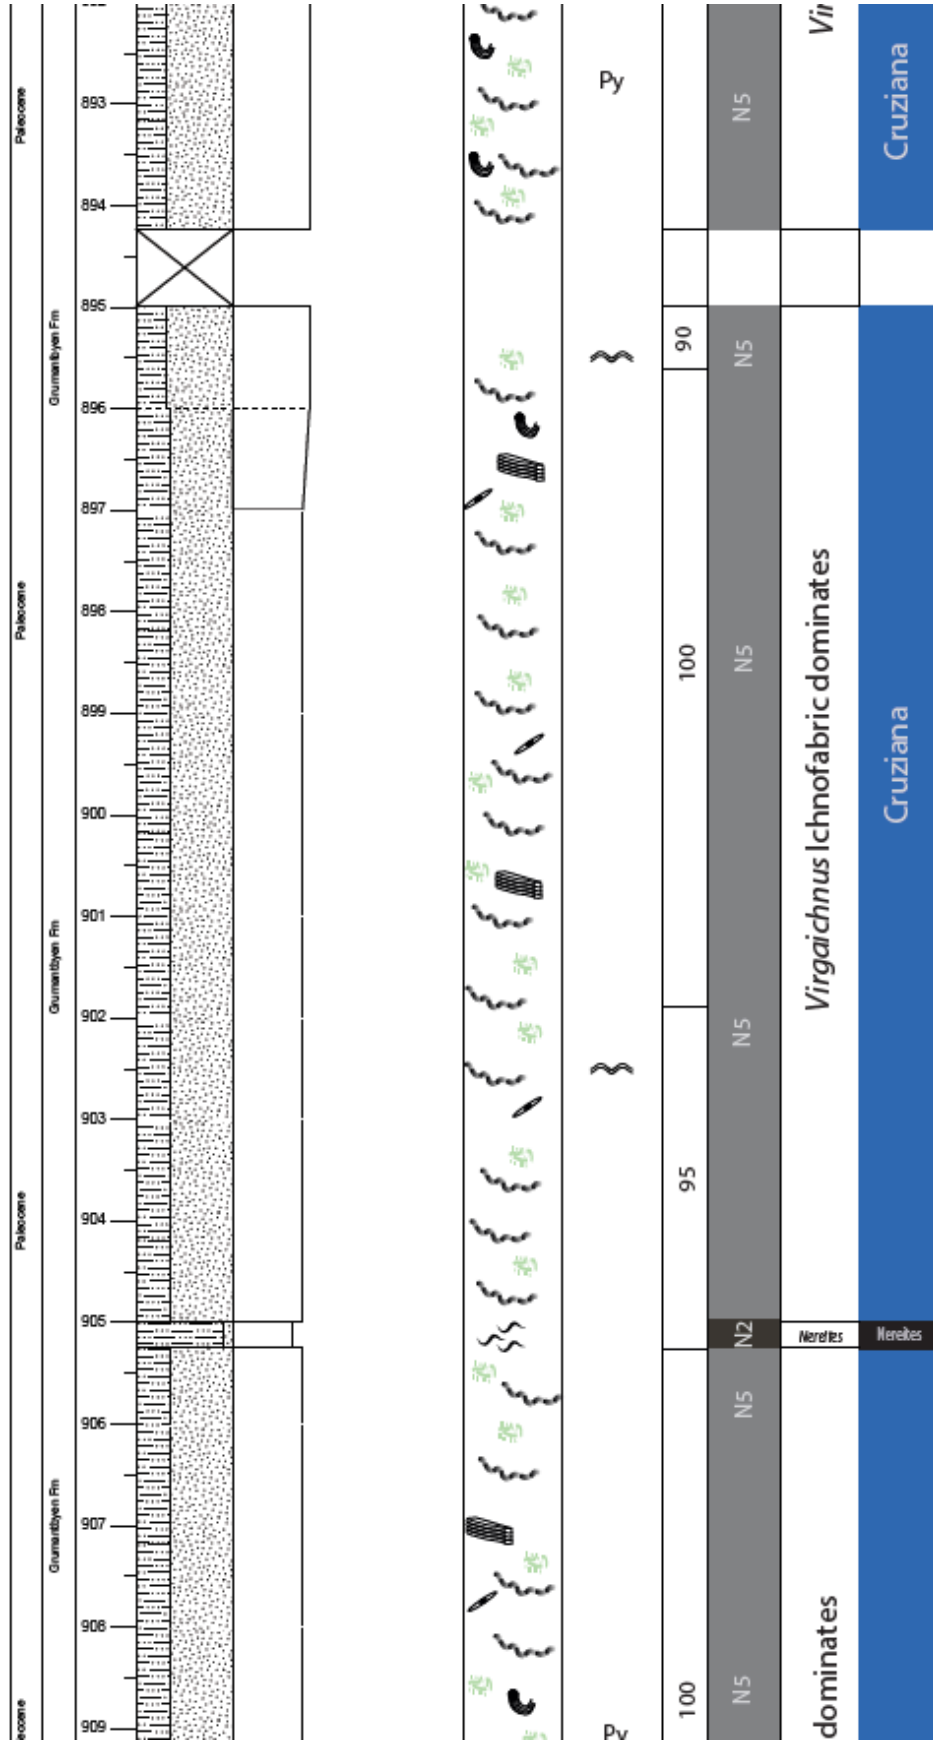 Paleocene
Paleocene
Paleocene
Grumantbyen Fm
Grumantbyen Fm
Grumantbyen Fm
893
894
895
896
897
898
899
900
901
902
903
904
905
906
907
908
909
Py
Py
90
100
95
100
N5
N5
N5
N5
N2
N5
N5
Vir
Virgaichnus Ichnofabric dominates
Nereites
dominates
Cruziana
Cruziana
Nereites